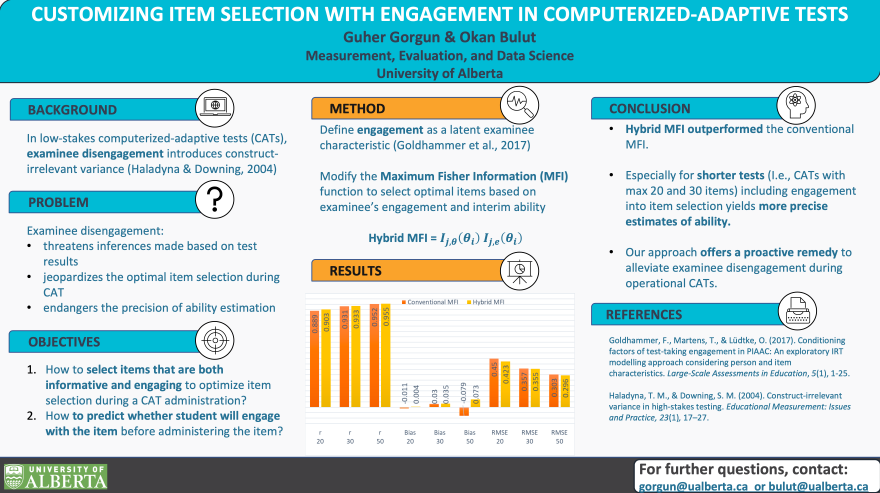 CUSTOMIZING ITEM SELECTION WITH ENGAGEMENT IN COMPUTERIZED-ADAPTIVE TESTS
Guher Gorgun & Okan Bulut
Measurement, Evaluation, and Data Science
University of Alberta
BACKGROUND
In low-stakes computerized-adaptive tests (CATs),
examinee disengagement introduces construct-
irrelevant variance (Haladyna & Downing, 2004)
PROBLEM
?
Examinee disengagement:
• threatens inferences made based on test
results
• jeopardizes the optimal item selection during
CAT
• endangers the precision of ability estimation
OBJECTIVES
1. How to select items that are both
informative and engaging to optimize item
selection during a CAT administration?
2. How to predict whether student will engage
with the item before administering the item?
METHOD
Define engagement as a latent examinee
characteristic (Goldhammer et al., 2017)
Modify the Maximum Fisher Information (MFI)
function to select optimal items based on
examinee's engagement and interim ability
Hybrid MFI = I_{j,θ}(θ_i) I_{j,e}(θ_i)
RESULTS
Conventional MFI Hybrid MFI
0.889 0.903 0.931 0.933 0.952 0.955 -0.011 0.004 0.03 0.035 -0.079 0.073 0.45 0.423 0.357 0.355 0.303 0.296
r r r Bias Bias Bias RMSE RMSE RMSE
20 30 50 20 30 50 20 30 50
CONCLUSION
• Hybrid MFI outperformed the conventional
MFI.
• Especially for shorter tests (I.e., CATs with
max 20 and 30 items) including engagement
into item selection yields more precise
estimates of ability.
• Our approach offers a proactive remedy to
alleviate examinee disengagement during
operational CATs.
REFERENCES
Goldhammer, F., Martens, T., & Lüdtke, O. (2017). Conditioning
factors of test-taking engagement in PIAAC: An exploratory IRT
modelling approach considering person and item
characteristics. Large-Scale Assessments in Education, 5(1), 1-25.
Haladyna, T. M., & Downing, S. M. (2004). Construct-irrelevant
variance in high-stakes testing. Educational Measurement: Issues
and Practice, 23(1), 17–27.
UNIVERSITY OF
ALBERTA
For further questions, contact:
gorgun@ualberta.ca or bulut@ualberta.ca